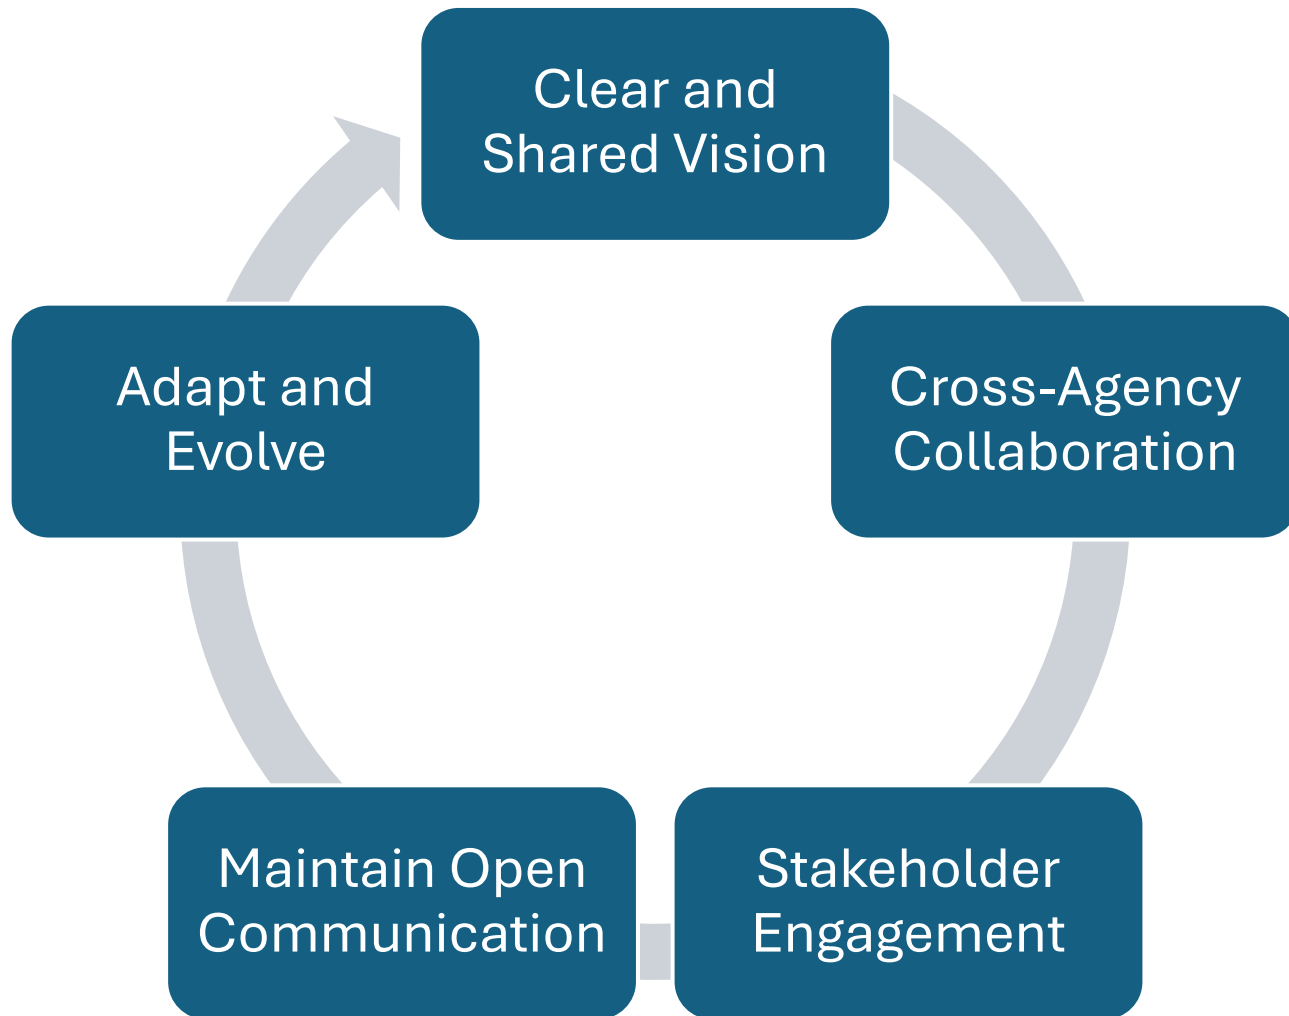 Clear and
Shared Vision
Cross-Agency
Collaboration
Stakeholder
Engagement
Maintain Open
Communication
Adapt and
Evolve